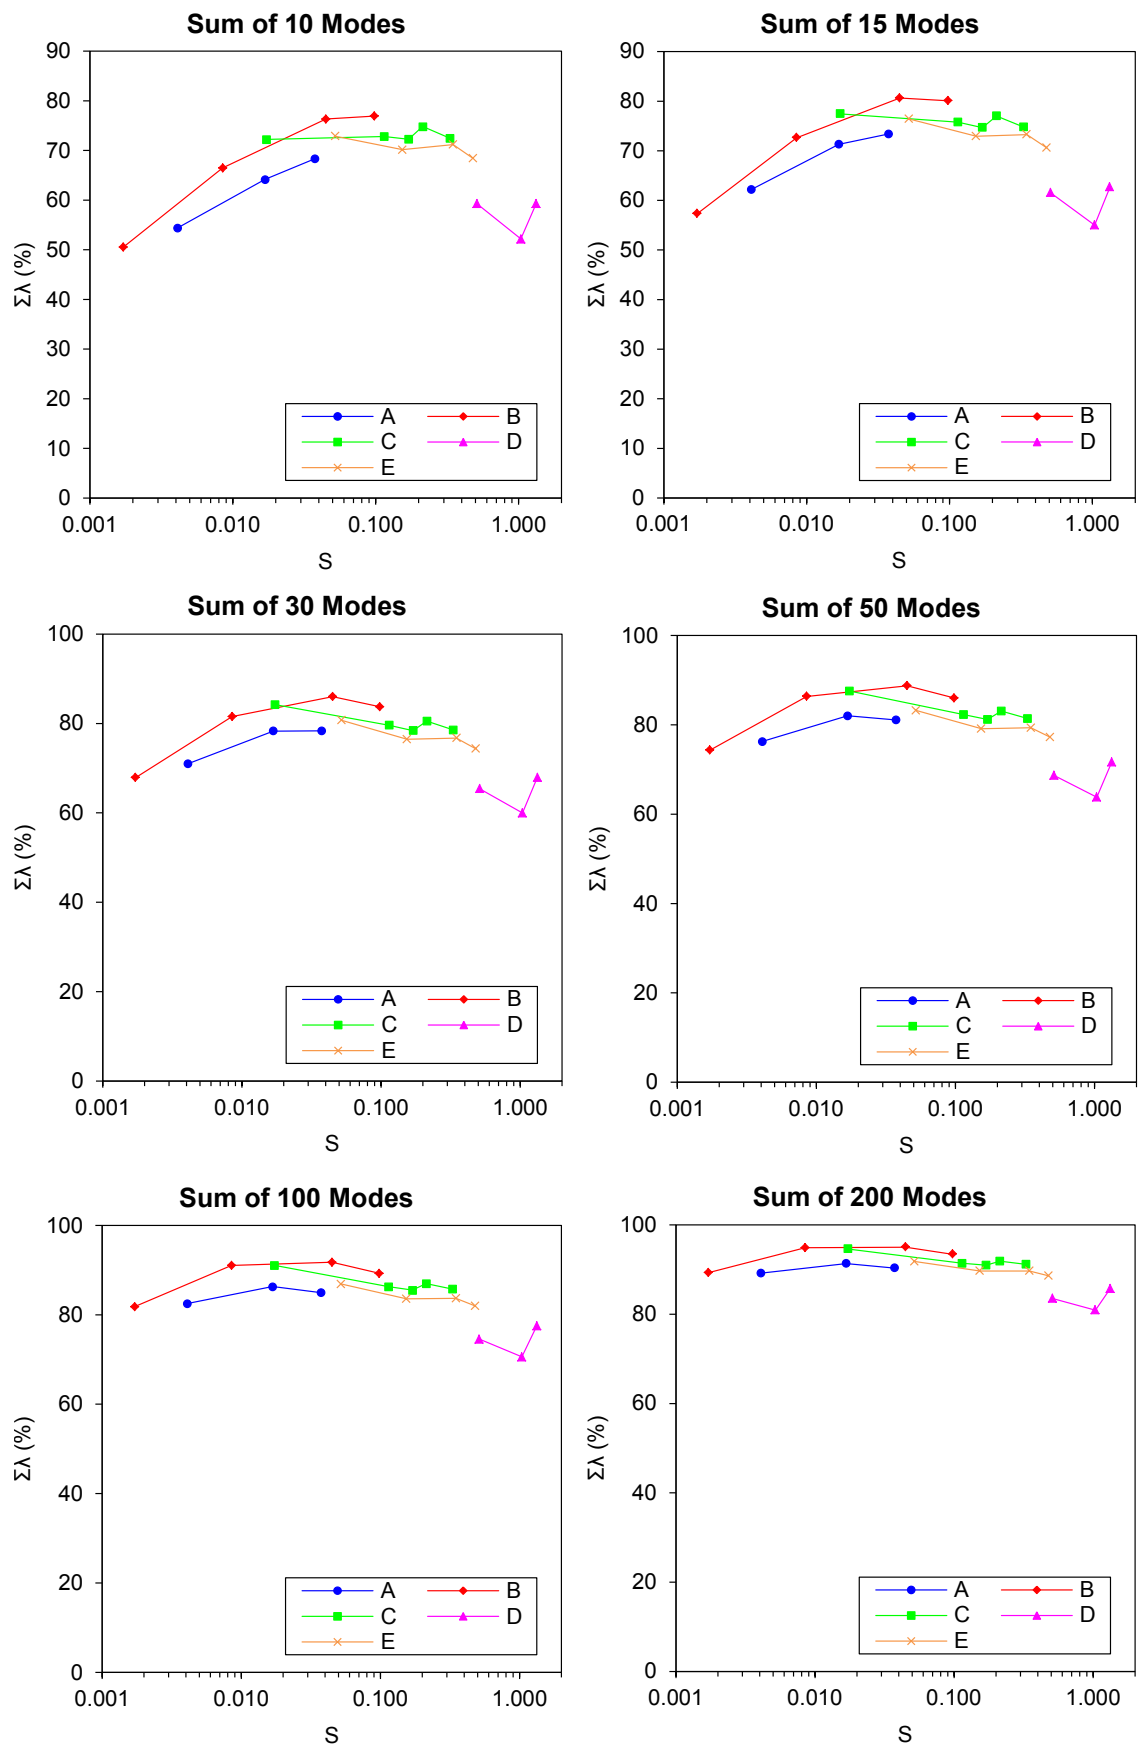 Sum of 10 Modes
90
80
70
60
50
40
30
20
10
0
Σλ (%)
0.001 0.010 0.100 1.000
S
A B
C D
E
Sum of 15 Modes
90
80
70
60
50
40
30
20
10
0
Σλ (%)
0.001 0.010 0.100 1.000
S
A B
C D
E
Sum of 30 Modes
100
80
60
40
20
0
Σλ (%)
0.001 0.010 0.100 1.000
S
A B
C D
E
Sum of 50 Modes
100
80
60
40
20
0
Σλ (%)
0.001 0.010 0.100 1.000
S
A B
C D
E
Sum of 100 Modes
100
80
60
40
20
0
Σλ (%)
0.001 0.010 0.100 1.000
S
A B
C D
E
Sum of 200 Modes
100
80
60
40
20
0
Σλ (%)
0.001 0.010 0.100 1.000
S
A B
C D
E